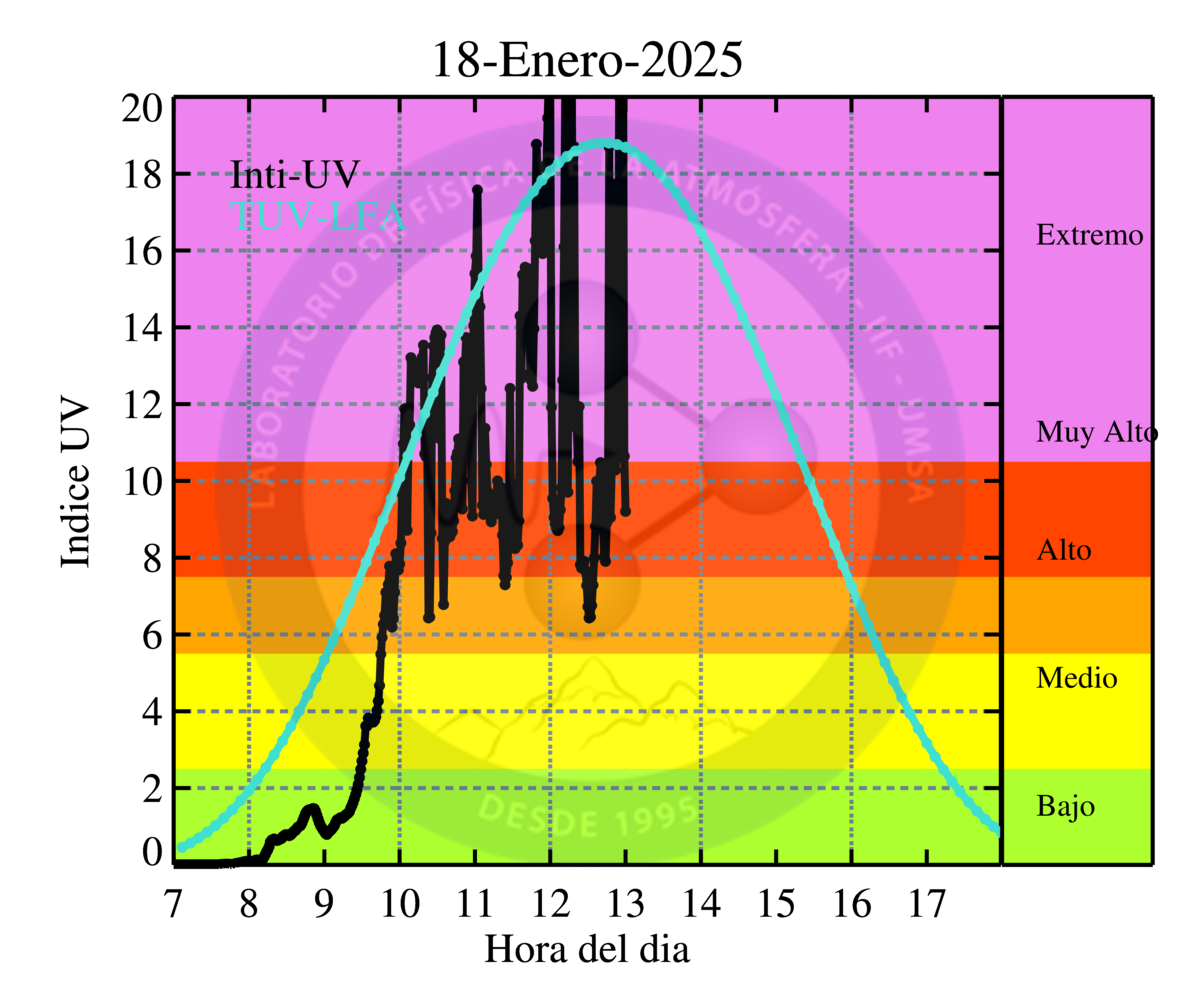 18-Enero-2025
Inti-UV
TUV-LFA
20
18
16
14
12
10
8
6
4
2
0
Indice UV
7 8 9 10 11 12 13 14 15 16 17
Hora del dia
Extremo
Muy Alto
Alto
Medio
Bajo
LABORATORIO DE FÍSICA DE LA ATMÓSFERA - IIF - UMSA
DESDE 1995